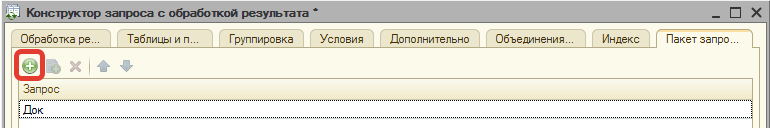 Конструктор запроса с обработкой результата *
Обработка ре... Таблицы и п... Группировка Условия Дополнительно Объединения... Индекс Пакет запро...
Запрос
Док